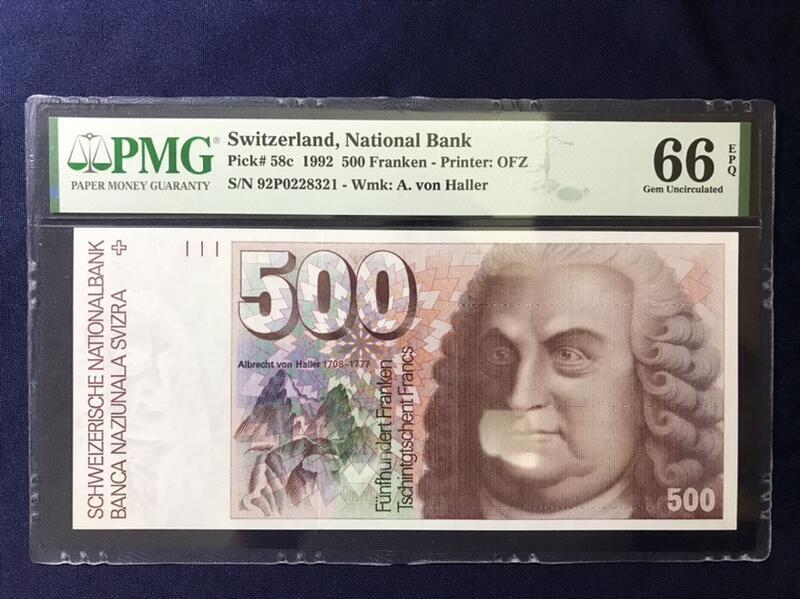 PMG®
PAPER MONEY GUARANTY
Switzerland, National Bank
Pick# 58c 1992 500 Franken - Printer: OFZ
S/N 92P0228321 - Wmk: A. von Haller
66
EPQ
Gem Uncirculated
SCHWEIZERISCHE NATIONALBANK
BANCA NAZIUNALA SVIZRA
500
Albrecht von Haller 1708–1777
Fünfhundert Franken
Tschintgtschent Francs
500